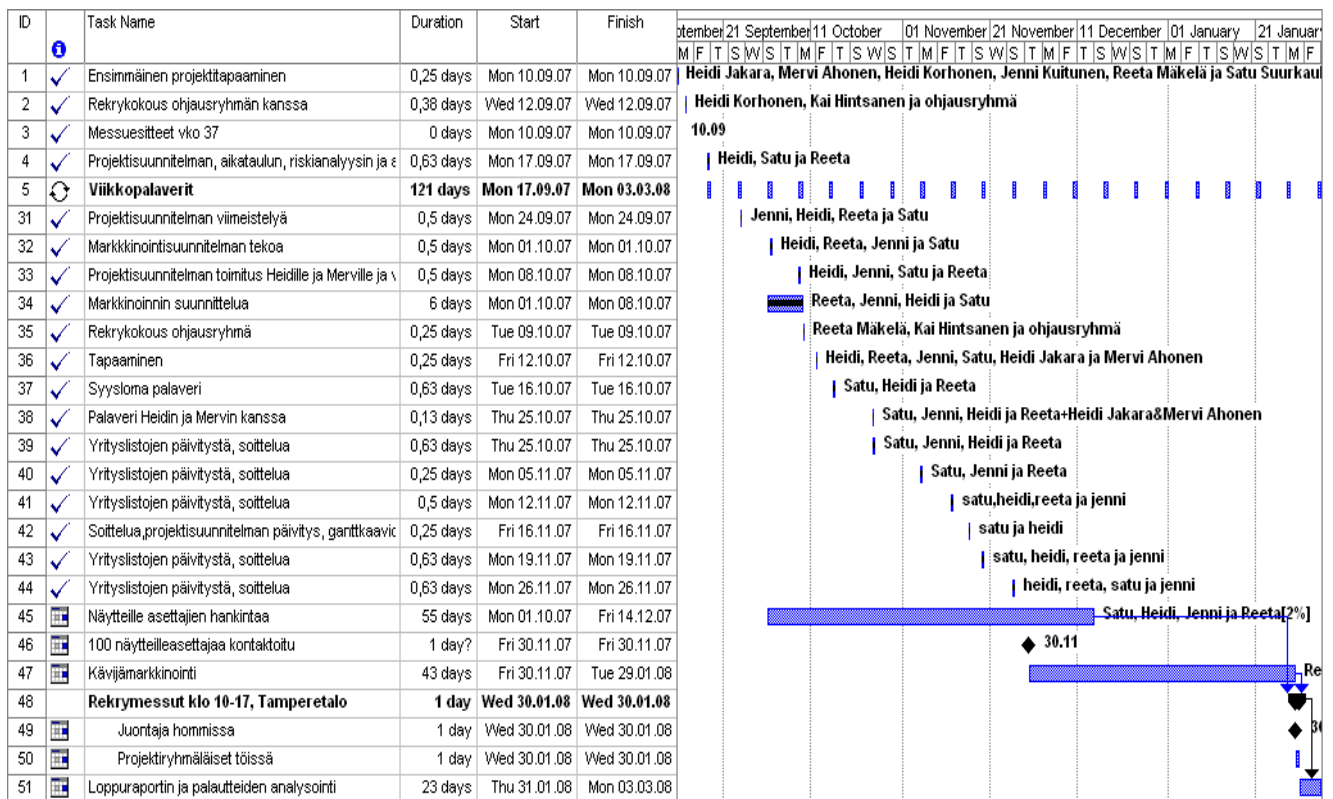 ID Task Name Duration Start Finish
ptember 21 September 11 October 01 November 21 November 11 December 01 January 21 Januar
M F T S W S T M F T S W S T M F T S W S T M F T S W S T M F T S W S T M F T S W S T M F
1 Ensimmäinen projektitapaaminen 0,25 days Mon 10.09.07 Mon 10.09.07 Heidi Jakara, Mervi Ahonen, Heidi Korhonen, Jenni Kuitunen, Reeta Mäkelä ja Satu Suurkaul
2 Rekrykokous ohjausryhmän kanssa 0,38 days Wed 12.09.07 Wed 12.09.07 Heidi Korhonen, Kai Hintsanen ja ohjausryhmä
3 Messuesitteet vko 37 0 days Mon 10.09.07 Mon 10.09.07 10.09
4 Projektisuunnitelman, aikataulun, riskianalyysin ja a 0,63 days Mon 17.09.07 Mon 17.09.07 Heidi, Satu ja Reeta
5 Viikkopalaverit 121 days Mon 17.09.07 Mon 03.03.08
31 Projektisuunnitelman viimeistelyä 0,5 days Mon 24.09.07 Mon 24.09.07 Jenni, Heidi, Reeta ja Satu
32 Markkkinointisuunnitelman tekoa 0,5 days Mon 01.10.07 Mon 01.10.07 Heidi, Reeta, Jenni ja Satu
33 Projektisuunnitelman toimitus Heidille ja Merville ja v 0,5 days Mon 08.10.07 Mon 08.10.07 Heidi, Jenni, Satu ja Reeta
34 Markkinoinnin suunnittelua 6 days Mon 01.10.07 Mon 08.10.07 Reeta, Jenni, Heidi ja Satu
35 Rekrykokous ohjausryhmä 0,25 days Tue 09.10.07 Tue 09.10.07 Reeta Mäkelä, Kai Hintsanen ja ohjausryhmä
36 Tapaaminen 0,25 days Fri 12.10.07 Fri 12.10.07 Heidi, Reeta, Jenni, Satu, Heidi Jakara ja Mervi Ahonen
37 Syysloma palaveri 0,63 days Tue 16.10.07 Tue 16.10.07 Satu, Heidi ja Reeta
38 Palaveri Heidin ja Mervin kanssa 0,13 days Thu 25.10.07 Thu 25.10.07 Satu, Jenni, Heidi ja Reeta+Heidi Jakara&Mervi Ahonen
39 Yrityslistojen päivitystä, soittelua 0,63 days Thu 25.10.07 Thu 25.10.07 Satu, Jenni, Heidi ja Reeta
40 Yrityslistojen päivitystä, soittelua 0,25 days Mon 05.11.07 Mon 05.11.07 Satu, Jenni ja Reeta
41 Yrityslistojen päivitystä, soittelua 0,5 days Mon 12.11.07 Mon 12.11.07 satu,heidi,reeta ja jenni
42 Soittelua,projektisuunnitelman päivitys, ganttkaavio 0,25 days Fri 16.11.07 Fri 16.11.07 satu ja heidi
43 Yrityslistojen päivitystä, soittelua 0,63 days Mon 19.11.07 Mon 19.11.07 satu, heidi, reeta ja jenni
44 Yrityslistojen päivitystä, soittelua 0,63 days Mon 26.11.07 Mon 26.11.07 heidi, reeta, satu ja jenni
45 Näytteille asettajien hankintaa 55 days Mon 01.10.07 Fri 14.12.07 Satu, Heidi, Jenni ja Reeta[2%]
46 100 näytteilleasettajaa kontaktoitu 1 day? Fri 30.11.07 Fri 30.11.07 30.11
47 Kävijämarkkinointi 43 days Fri 30.11.07 Tue 29.01.08 Re
48 Rekrymessut klo 10-17, Tamperetalo 1 day Wed 30.01.08 Wed 30.01.08
49 Juontaja hommissa 1 day Wed 30.01.08 Wed 30.01.08 30
50 Projektiryhmäläiset töissä 1 day Wed 30.01.08 Wed 30.01.08
51 Loppuraportin ja palautteiden analysointi 23 days Thu 31.01.08 Mon 03.03.08